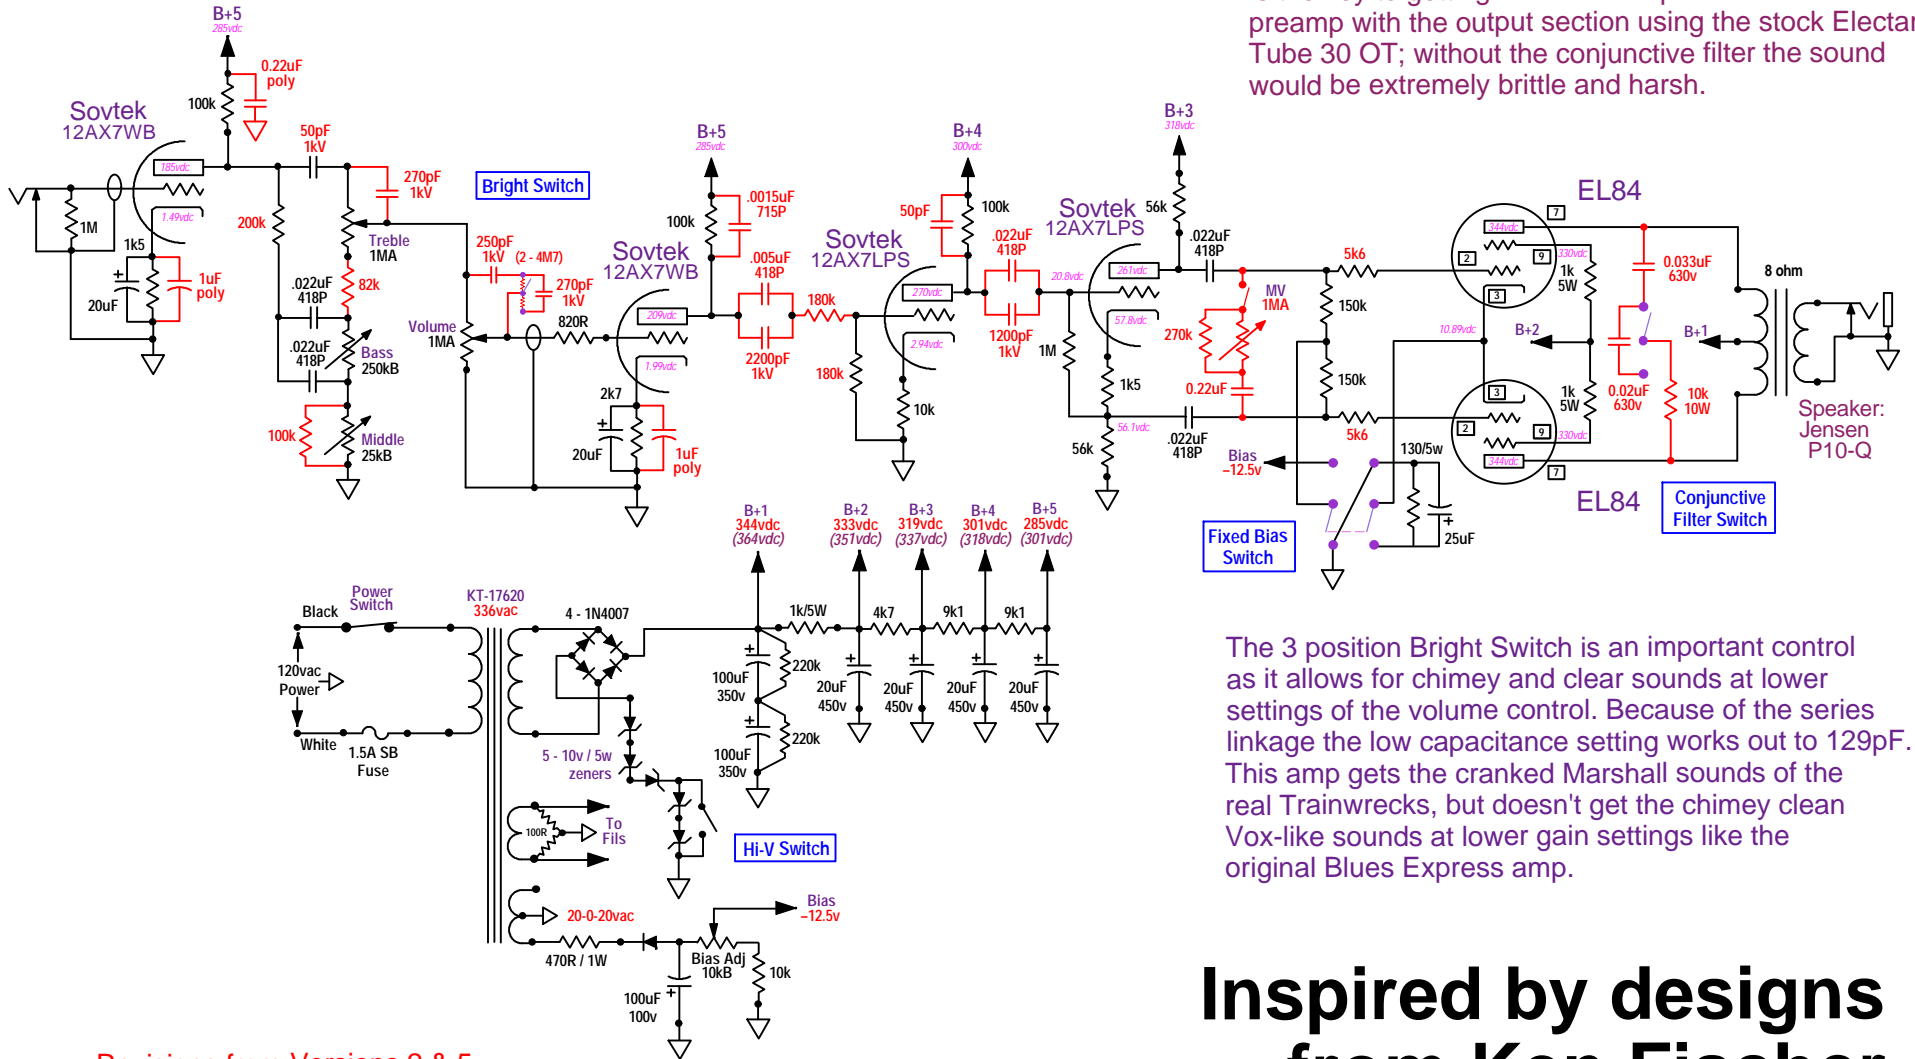 preamp with the output section using the stock Electar
Tube 30 OT; without the conjunctive filter the sound
would be extremely brittle and harsh.
B+5
285vdc
0.22uF
poly
100k
Sovtek
12AX7WB
50pF
1kV
185vdc
270pF
1kV
Bright Switch
1M
1.49vdc
200k
1k5
Treble
1MA
20uF
1uF
poly
.022uF
418P
82k
.022uF
418P
Bass
250kB
100k
Middle
25kB
250pF
1kV
(2 - 4M7)
270pF
1kV
Volume
1MA
820R
Sovtek
12AX7WB
B+5
285vdc
100k
.0015uF
715P
209vdc
1.99vdc
2k7
20uF
1uF
poly
.005uF
418P
2200pF
1kV
180k
180k
Sovtek
12AX7LPS
B+4
300vdc
50pF
100k
270vdc
2.94vdc
10k
.022uF
418P
1200pF
1kV
Sovtek
12AX7LPS
B+3
318vdc
56k
20.8vdc
261vdc
57.8vdc
1M
1k5
56.1vdc
56k
.022uF
418P
.022uF
418P
MV
1MA
270k
0.22uF
5k6
150k
150k
5k6
Bias
–12.5v
130/5w
25uF
Fixed Bias
Switch
EL84
7
344vdc
2
9
330vdc
3
10.89vdc
1k
5W
B+2
1k
5W
3
2
9
330vdc
344vdc
7
EL84
0.033uF
630v
0.02uF
630v
B+1
10k
10W
8 ohm
Speaker:
Jensen
P10-Q
Conjunctive
Filter Switch
B+1
344vdc
(364vdc)
B+2
333vdc
(351vdc)
B+3
319vdc
(337vdc)
B+4
301vdc
(318vdc)
B+5
285vdc
(301vdc)
Black
Power
Switch
KT-17620
336vac
4 - 1N4007
1k/5W
4k7
9k1
9k1
120vac
Power
100uF
350v
220k
20uF
450v
20uF
450v
20uF
450v
20uF
450v
White
1.5A SB
Fuse
5 - 10v / 5w
zeners
100uF
350v
220k
100R
To
Fils
Hi-V Switch
20-0-20vac
Bias
–12.5v
470R / 1W
Bias Adj
10kB
10k
100uF
100v
The 3 position Bright Switch is an important control
as it allows for chimey and clear sounds at lower
settings of the volume control. Because of the series
linkage the low capacitance setting works out to 129pF.
This amp gets the cranked Marshall sounds of the
real Trainwrecks, but doesn't get the chimey clean
Vox-like sounds at lower gain settings like the
original Blues Express amp.
Inspired by designs
from Ken Fischer
Revisions from Versions 2 & 5